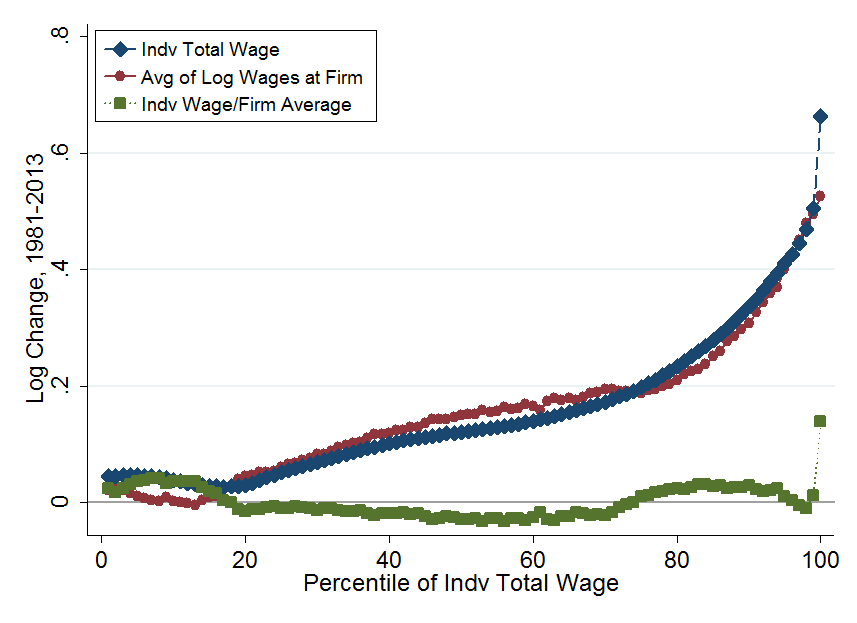 Indv Total Wage
Avg of Log Wages at Firm
Indv Wage/Firm Average
Log Change, 1981-2013
.8
.6
.4
.2
0
0 20 40 60 80 100
Percentile of Indv Total Wage